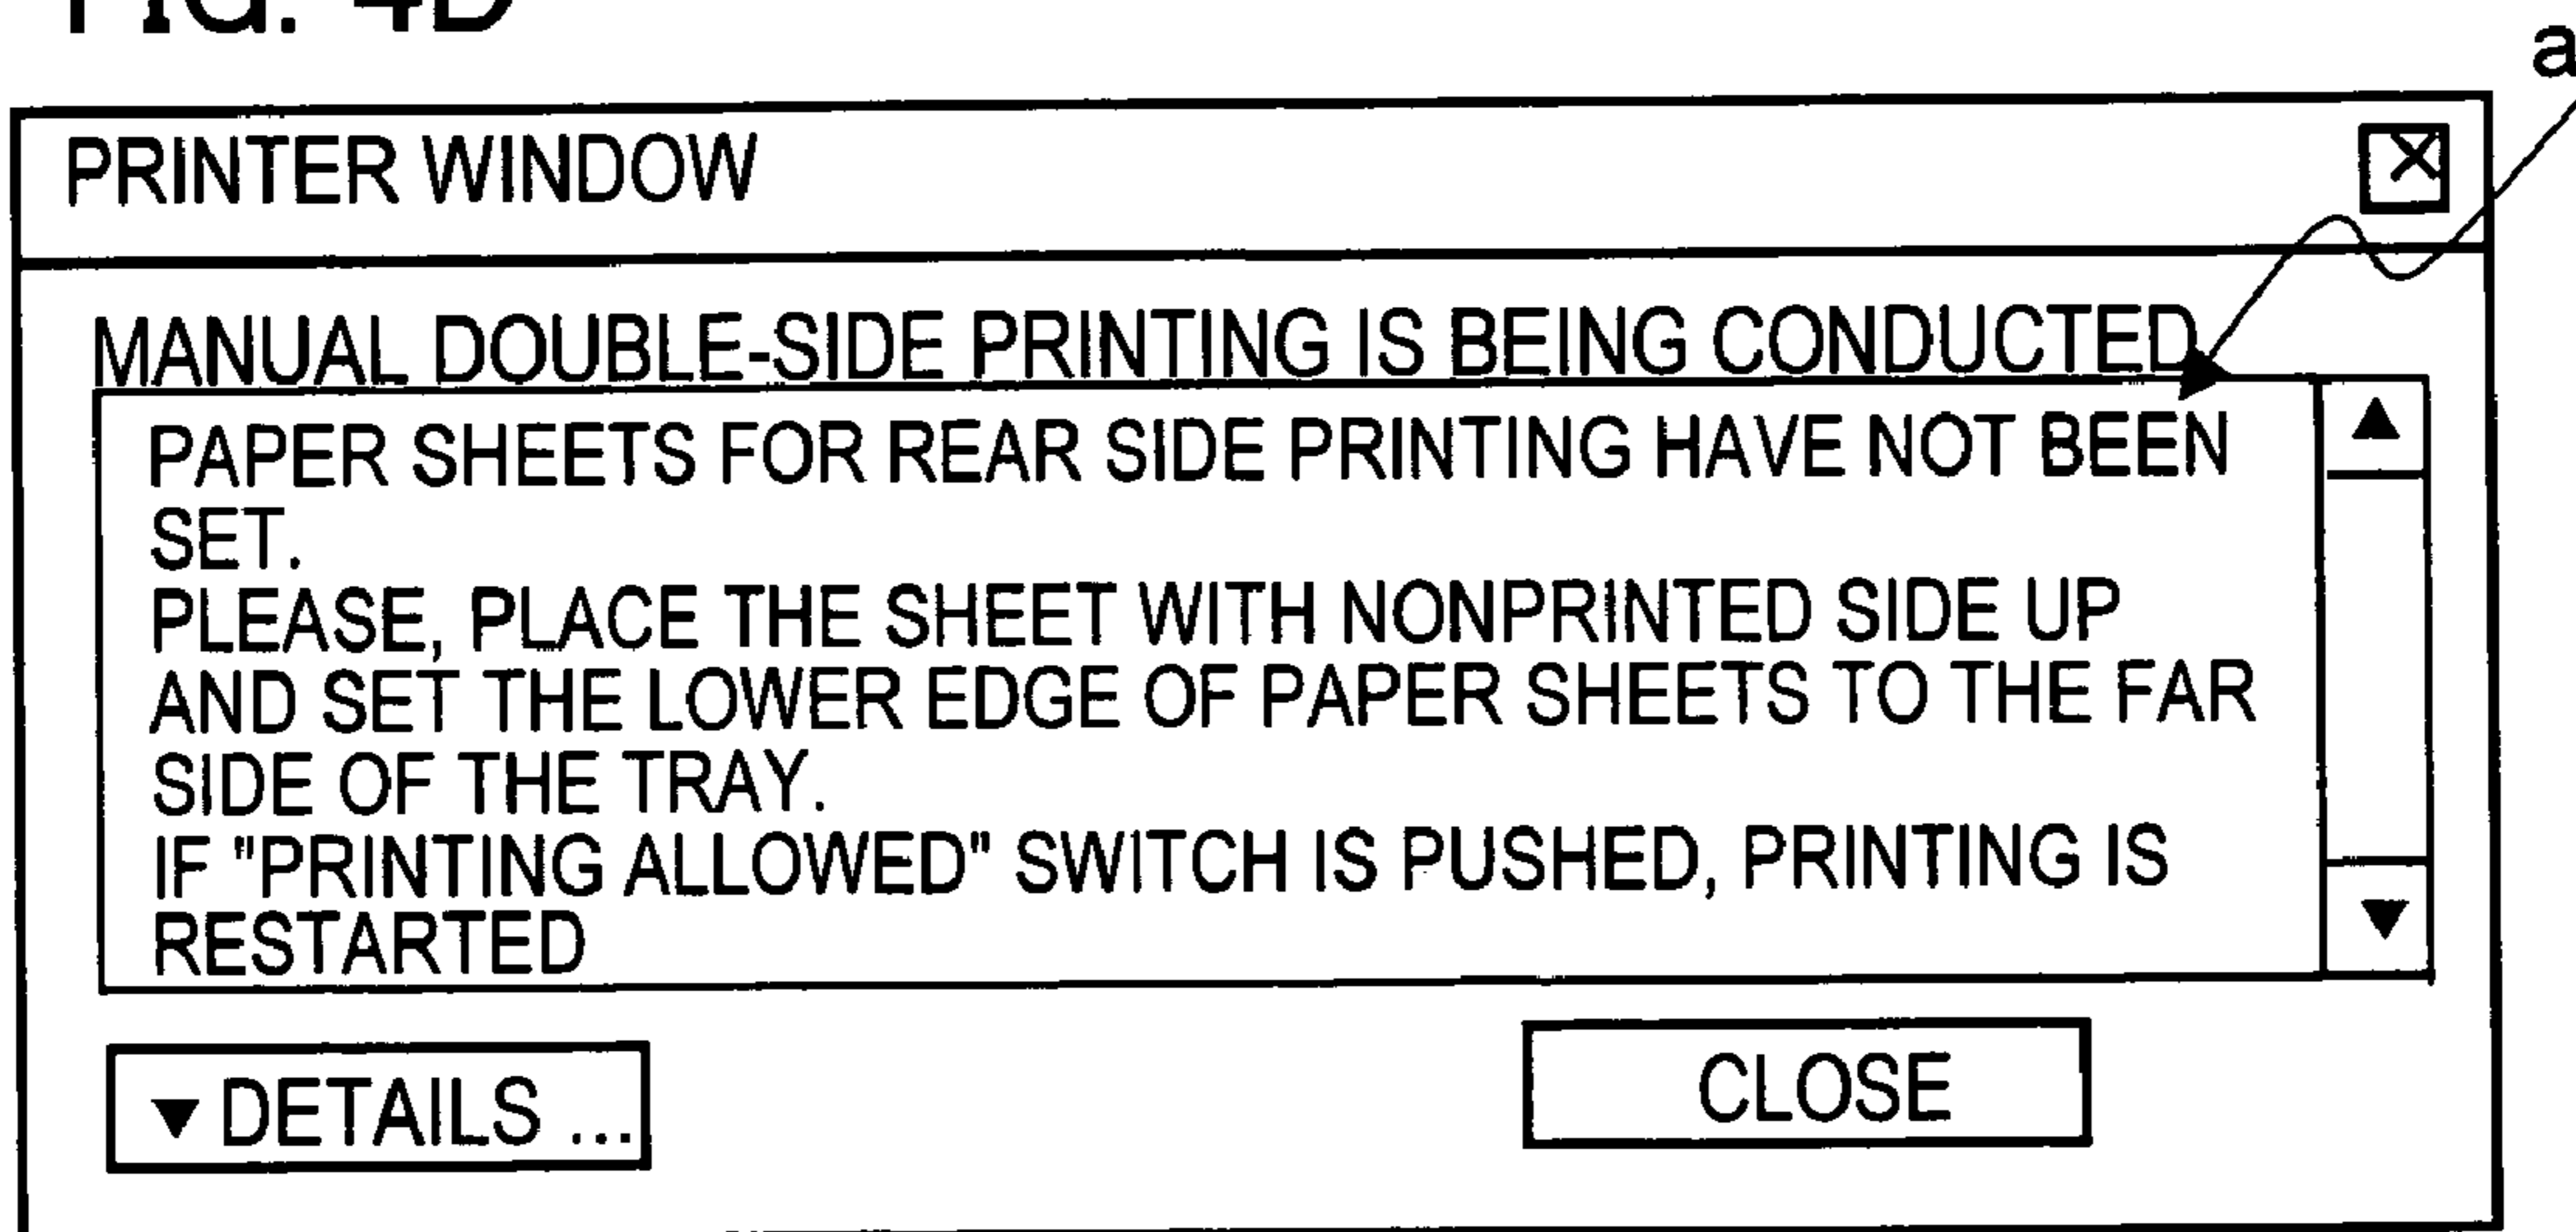 FIG. 4D
a
PRINTER WINDOW
MANUAL DOUBLE-SIDE PRINTING IS BEING CONDUCTED
PAPER SHEETS FOR REAR SIDE PRINTING HAVE NOT BEEN
SET.
PLEASE, PLACE THE SHEET WITH NONPRINTED SIDE UP
AND SET THE LOWER EDGE OF PAPER SHEETS TO THE FAR
SIDE OF THE TRAY.
IF "PRINTING ALLOWED" SWITCH IS PUSHED, PRINTING IS
RESTARTED
▼ DETAILS ...
CLOSE